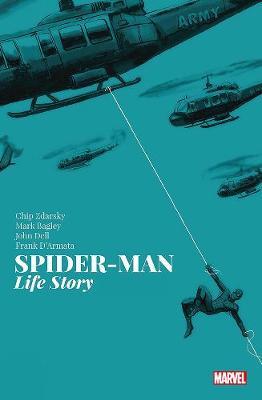 ARMY
Chip Zdarsky
Mark Bagley
John Dell
Frank D'Armata
SPIDER-MAN
Life Story
MARVEL